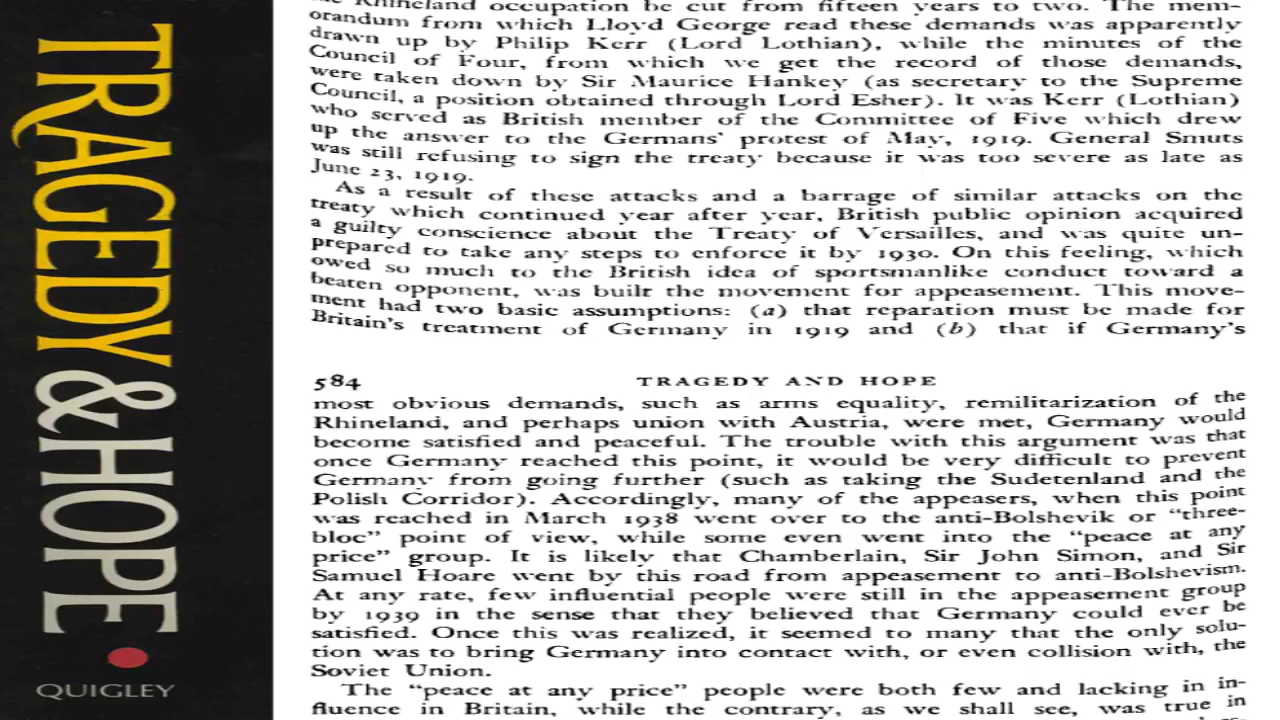 TRAGEDY & HOPE
QUIGLEY
the Rhineland occupation be cut from fifteen years to two. The mem-
orandum from which Lloyd George read these demands was apparently
drawn up by Philip Kerr (Lord Lothian), while the minutes of the
Council of Four, from which we get the record of those demands,
were taken down by Sir Maurice Hankey (as secretary to the Supreme
Council, a position obtained through Lord Esher). It was Kerr (Lothian)
who served as British member of the Committee of Five which drew
up the answer to the Germans' protest of May, 1919. General Smuts
was still refusing to sign the treaty because it was too severe as late as
June 23, 1919.
As a result of these attacks and a barrage of similar attacks on the
treaty which continued year after year, British public opinion acquired
a guilty conscience about the Treaty of Versailles, and was quite un-
prepared to take any steps to enforce it by 1930. On this feeling, which
owed so much to the British idea of sportsmanlike conduct toward a
beaten opponent, was built the movement for appeasement. This move-
ment had two basic assumptions: (a) that reparation must be made for
Britain's treatment of Germany in 1919 and (b) that if Germany's
584 TRAGEDY AND HOPE
most obvious demands, such as arms equality, remilitarization of the
Rhineland, and perhaps union with Austria, were met, Germany would
become satisfied and peaceful. The trouble with this argument was that
once Germany reached this point, it would be very difficult to prevent
Germany from going further (such as taking the Sudetenland and the
Polish Corridor). Accordingly, many of the appeasers, when this point
was reached in March 1938 went over to the anti-Bolshevik or "three-
bloc" point of view, while some even went into the "peace at any
price" group. It is likely that Chamberlain, Sir John Simon, and Sir
Samuel Hoare went by this road from appeasement to anti-Bolshevism.
At any rate, few influential people were still in the appeasement group
by 1939 in the sense that they believed that Germany could ever be
satisfied. Once this was realized, it seemed to many that the only solu-
tion was to bring Germany into contact with, or even collision with, the
Soviet Union.
The "peace at any price" people were both few and lacking in in-
fluence in Britain, while the contrary, as we shall see, was true in